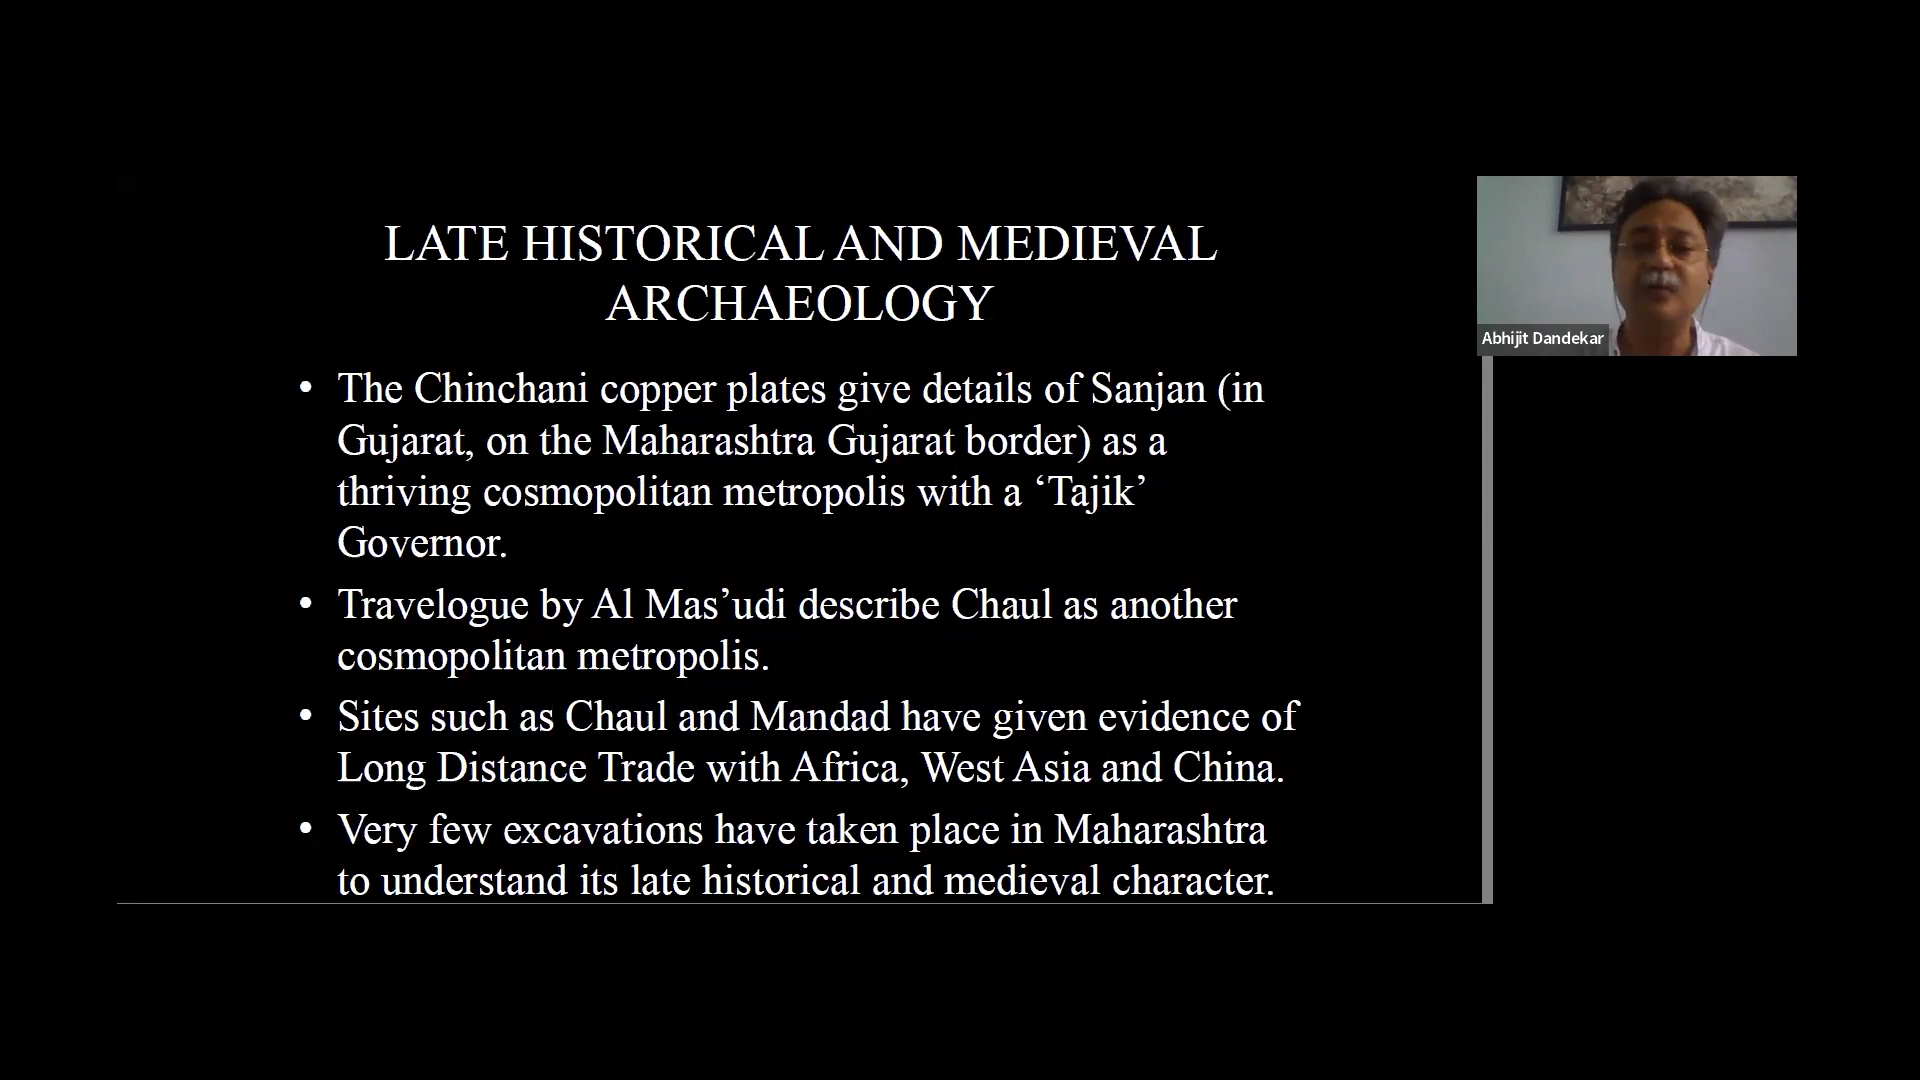 LATE HISTORICAL AND MEDIEVAL
ARCHAEOLOGY
• The Chinchani copper plates give details of Sanjan (in
Gujarat, on the Maharashtra Gujarat border) as a
thriving cosmopolitan metropolis with a ‘Tajik’
Governor.
• Travelogue by Al Mas’udi describe Chaul as another
cosmopolitan metropolis.
• Sites such as Chaul and Mandad have given evidence of
Long Distance Trade with Africa, West Asia and China.
• Very few excavations have taken place in Maharashtra
to understand its late historical and medieval character.
Abhijit Dandekar